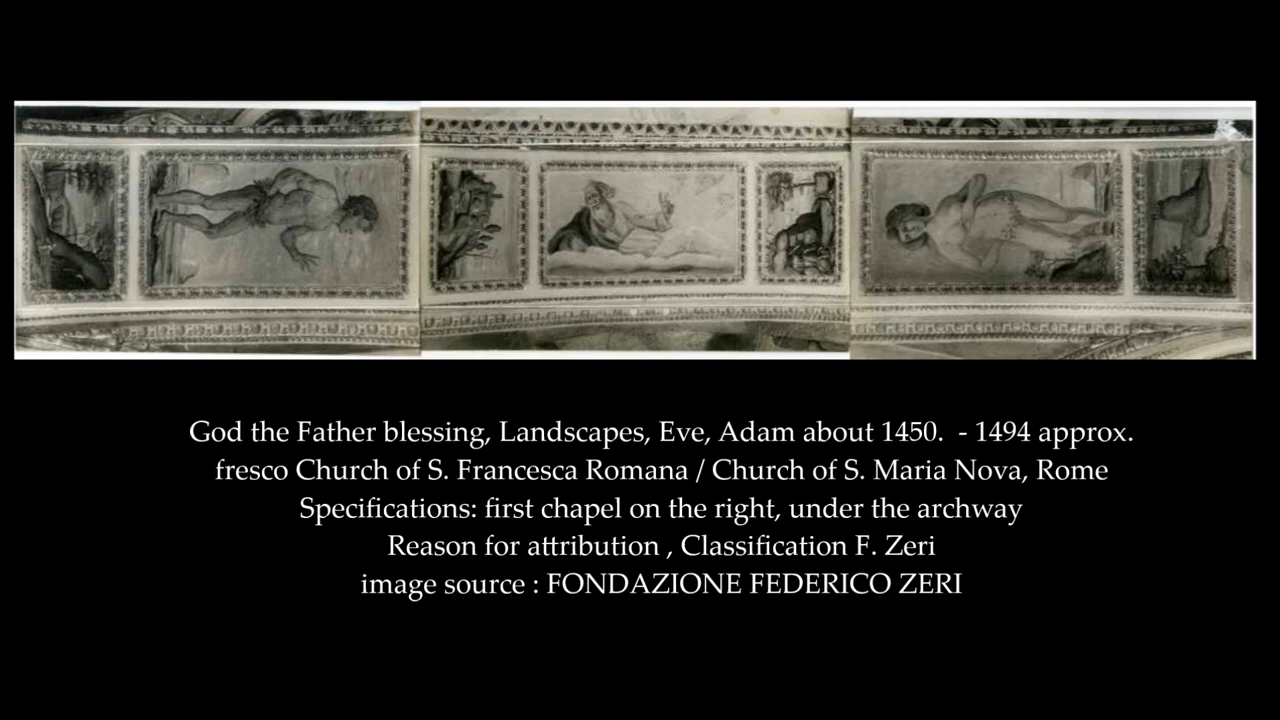 God the Father blessing, Landscapes, Eve, Adam about 1450.  - 1494 approx.
fresco Church of S. Francesca Romana / Church of S. Maria Nova, Rome
Specifications: first chapel on the right, under the archway
Reason for attribution , Classification F. Zeri
image source : FONDAZIONE FEDERICO ZERI